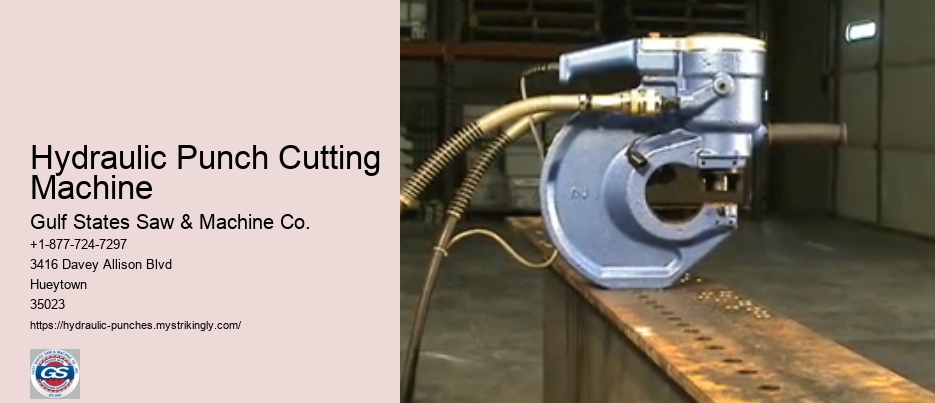 Hydraulic Punch Cutting
Machine
Gulf States Saw & Machine Co.
+1-877-724-7297
3416 Davey Allison Blvd
Hueytown
35023
https://hydraulic-punches.mystrikingly.com/
GS